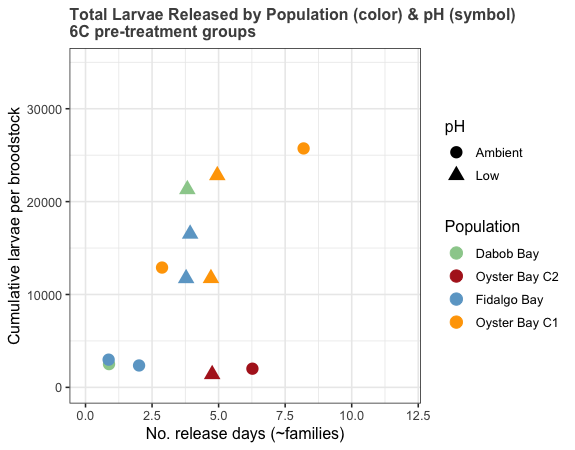 Total Larvae Released by Population (color) & pH (symbol)
6C pre-treatment groups
Cumulative larvae per broodstock
30000
20000
10000
0
0.0 2.5 5.0 7.5 10.0 12.5
No. release days (~families)
pH
Ambient
Low
Population
Dabob Bay
Oyster Bay C2
Fidalgo Bay
Oyster Bay C1